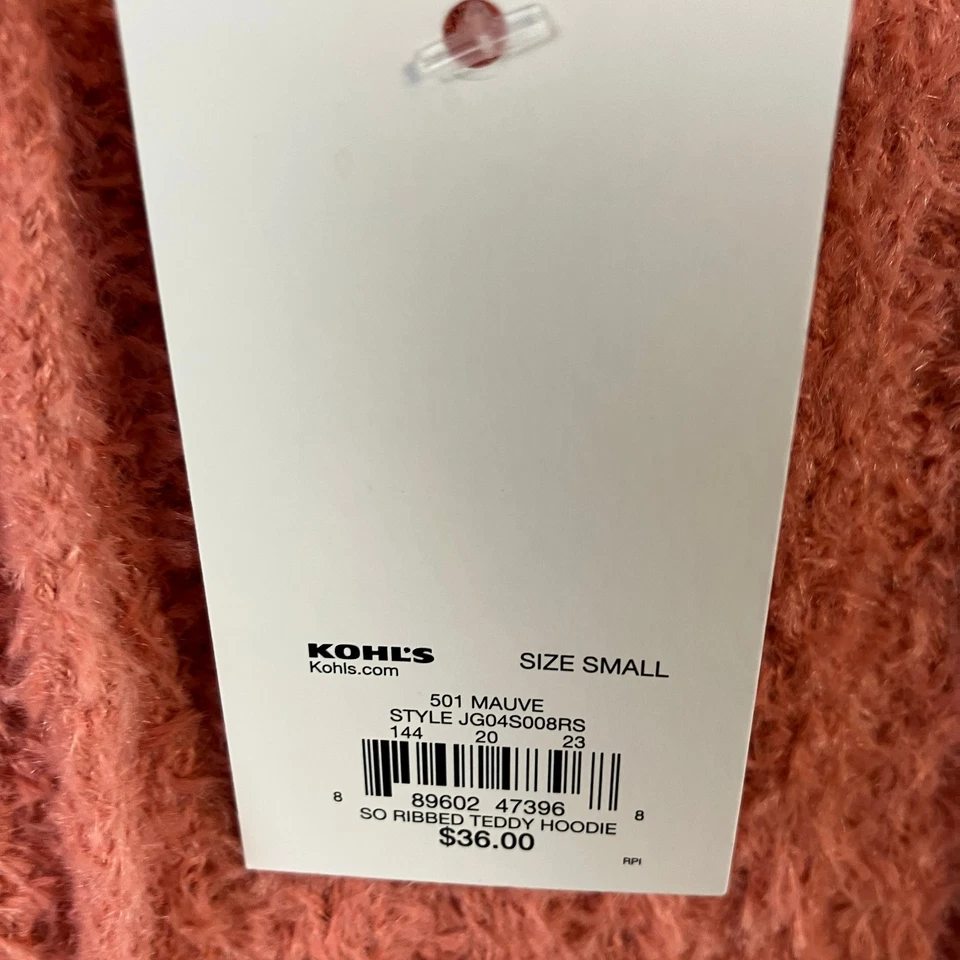 KOHL'S SIZE SMALL
Kohls.com
501 MAUVE
STYLE JG04S008RS
144 20 23
8 89602 47396 8
SO RIBBED TEDDY HOODIE
$36.00
RPI